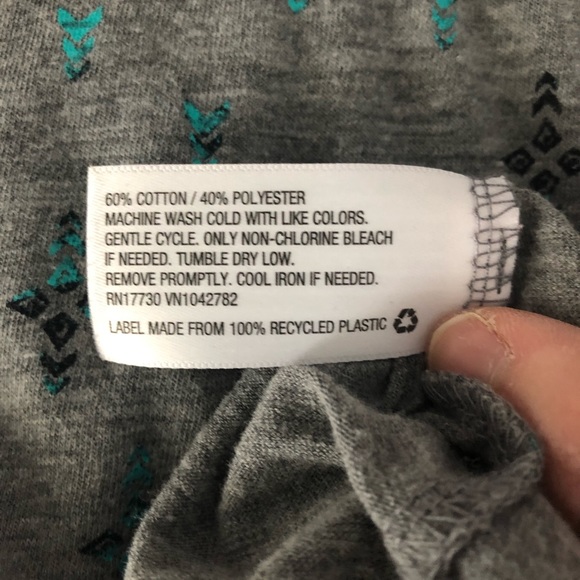 60% COTTON / 40% POLYESTER
MACHINE WASH COLD WITH LIKE COLORS.
GENTLE CYCLE. ONLY NON-CHLORINE BLEACH
IF NEEDED. TUMBLE DRY LOW.
REMOVE PROMPTLY. COOL IRON IF NEEDED.
RN17730 VN1042782
LABEL MADE FROM 100% RECYCLED PLASTIC